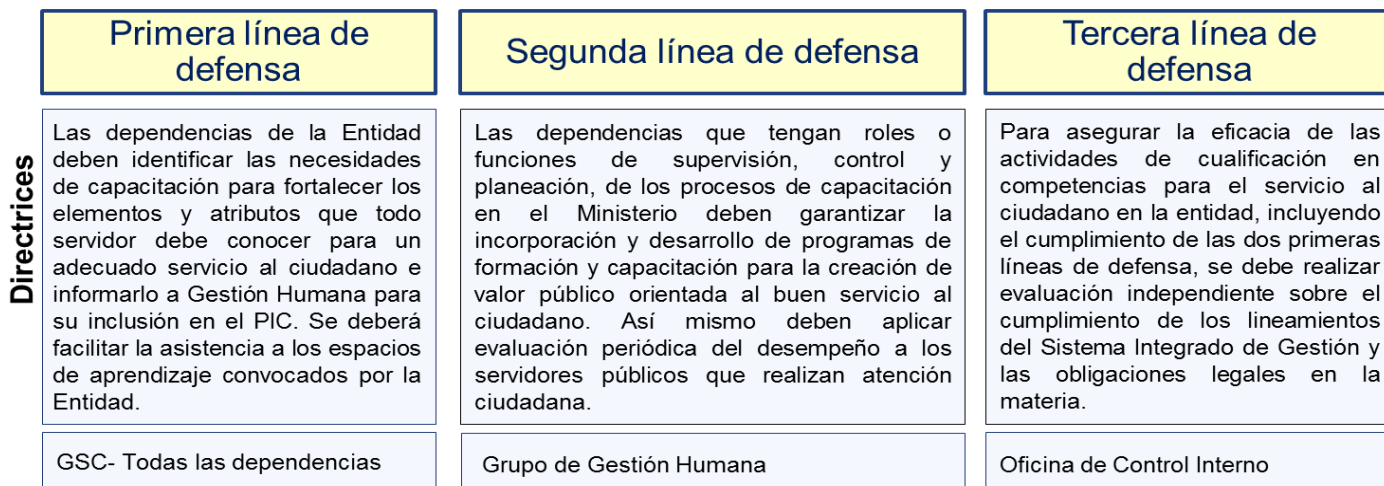 Primera línea de
defensa
Segunda línea de defensa
Tercera línea de
defensa
Directrices
Las dependencias de la Entidad
deben identificar las necesidades
de capacitación para fortalecer los
elementos y atributos que todo
servidor debe conocer para un
adecuado servicio al ciudadano e
informarlo a Gestión Humana para
su inclusión en el PIC. Se deberá
facilitar la asistencia a los espacios
de aprendizaje convocados por la
Entidad.
Las dependencias que tengan roles o
funciones de supervisión, control y
planeación, de los procesos de capacitación
en el Ministerio deben garantizar la
incorporación y desarrollo de programas de
formación y capacitación para la creación de
valor público orientada al buen servicio al
ciudadano. Así mismo deben aplicar
evaluación periódica del desempeño a los
servidores públicos que realizan atención
ciudadana.
Para asegurar la eficacia de las
actividades de cualificación en
competencias para el servicio al
ciudadano en la entidad, incluyendo
el cumplimiento de las dos primeras
líneas de defensa, se debe realizar
evaluación independiente sobre el
cumplimiento de los lineamientos
del Sistema Integrado de Gestión y
las obligaciones legales en la
materia.
GSC- Todas las dependencias
Grupo de Gestión Humana
Oficina de Control Interno